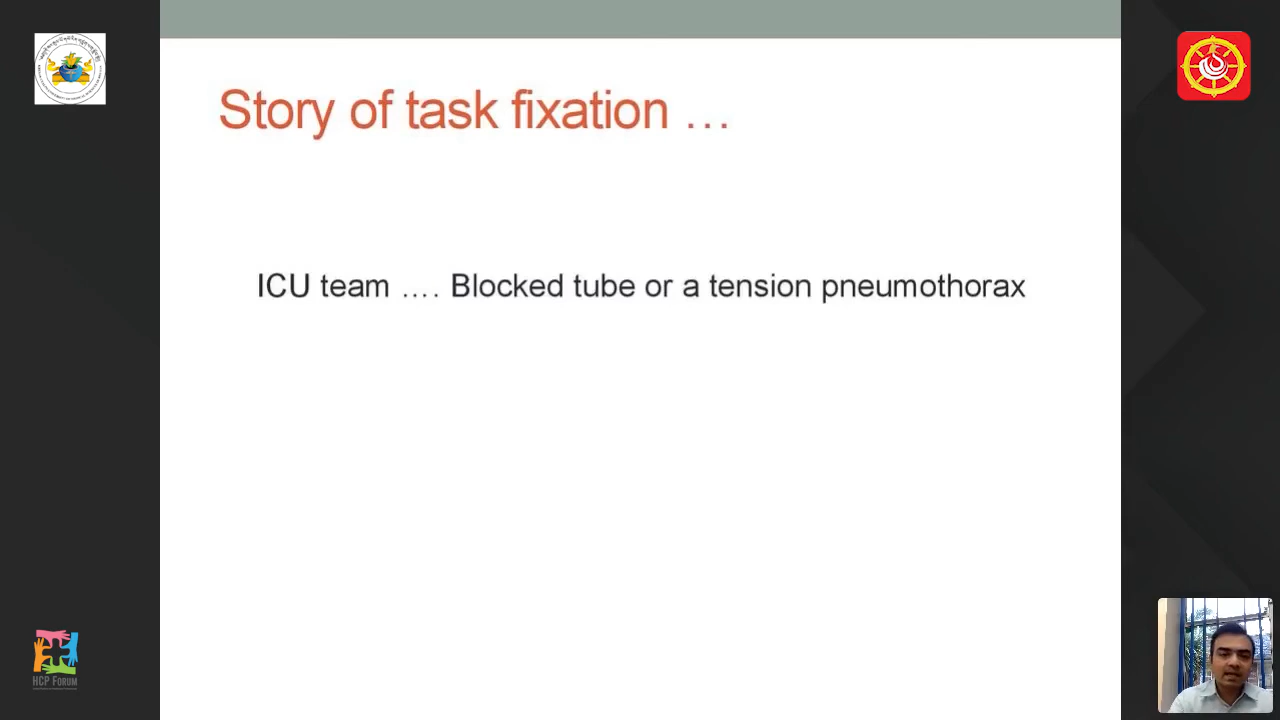 Story of task fixation …
ICU team …. Blocked tube or a tension pneumothorax
HCP FORUM